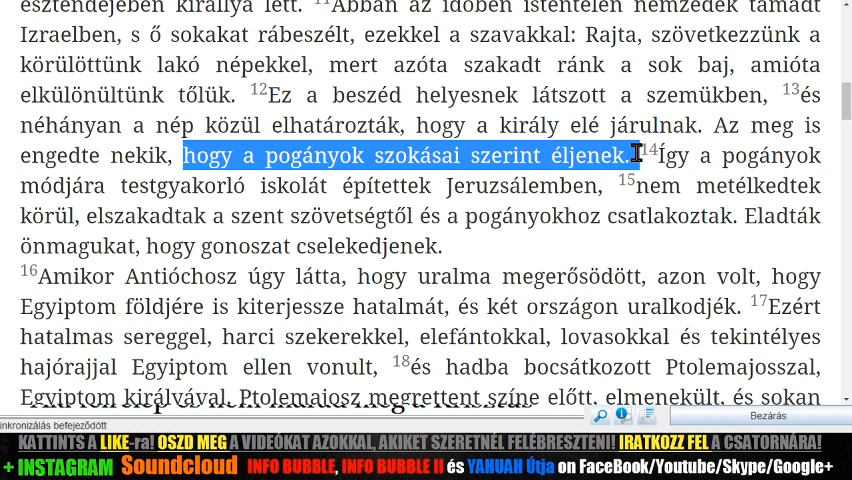 esztendejében királlyá lett. 11Abban az időben istentelen nemzedék támadt
Izraelben, s ő sokakat rábeszélt, ezekkel a szavakkal: Rajta, szövetkezzünk a
körülöttünk lakó népekkel, mert azóta szakadt ránk a sok baj, amióta
elkülönültünk tőlük. 12Ez a beszéd helyesnek látszott a szemükben, 13és
néhányan a nép közül elhatározták, hogy a király elé járulnak. Az meg is
engedte nekik, hogy a pogányok szokásai szerint éljenek. 14Így a pogányok
módjára testgyakorló iskolát építettek Jeruzsálemben, 15nem metélkedtek
körül, elszakadtak a szent szövetségtől és a pogányokhoz csatlakoztak. Eladták
önmagukat, hogy gonoszat cselekedjenek.
16Amikor Antióchosz úgy látta, hogy uralma megerősödött, azon volt, hogy
Egyiptom földjére is kiterjessze hatalmát, és két országon uralkodjék. 17Ezért
hatalmas sereggel, harci szekerekkel, elefántokkal, lovasokkal és tekintélyes
hajórajjal Egyiptom ellen vonult, 18és hadba bocsátkozott Ptolemajosszal,
Egyiptom királyával. Ptolemajosz megrettent színe előtt, elmenekült, és sokan
nkronizálás befejeződött
Bezárás
KATTINTS A LIKE-ra! OSZD MEG A VIDEÓKAT AZOKKAL, AKIKET SZERETNÉL FELÉBRESZTENI! IRATKOZZ FEL A CSATORNÁRA!
+ INSTAGRAM Soundcloud INFO BUBBLE, INFO BUBBLE II és YAHUAH Útja on FaceBook/Youtube/Skype/Google+